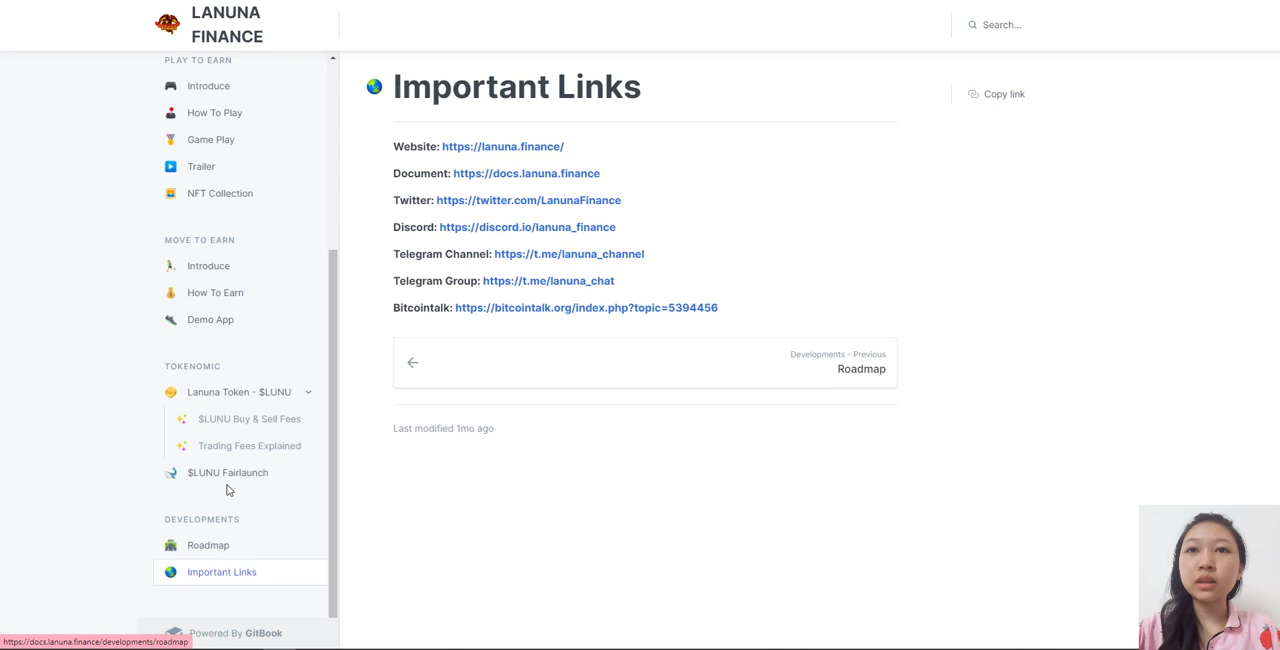 LANUNA
FINANCE
Search...
PLAY TO EARN
Introduce
How To Play
Game Play
Trailer
NFT Collection
MOVE TO EARN
Introduce
How To Earn
Demo App
TOKENOMIC
Lanuna Token - $LUNU
$LUNU Buy & Sell Fees
Trading Fees Explained
$LUNU Fairlaunch
DEVELOPMENTS
Roadmap
Important Links
Powered By GitBook
https://docs.lanuna.finance/developments/roadmap
Important Links
Copy link
Website: https://lanuna.finance/
Document: https://docs.lanuna.finance
Twitter: https://twitter.com/LanunaFinance
Discord: https://discord.io/lanuna_finance
Telegram Channel: https://t.me/lanuna_channel
Telegram Group: https://t.me/lanuna_chat
Bitcointalk: https://bitcointalk.org/index.php?topic=5394456
Developments - Previous
Roadmap
Last modified 1mo ago